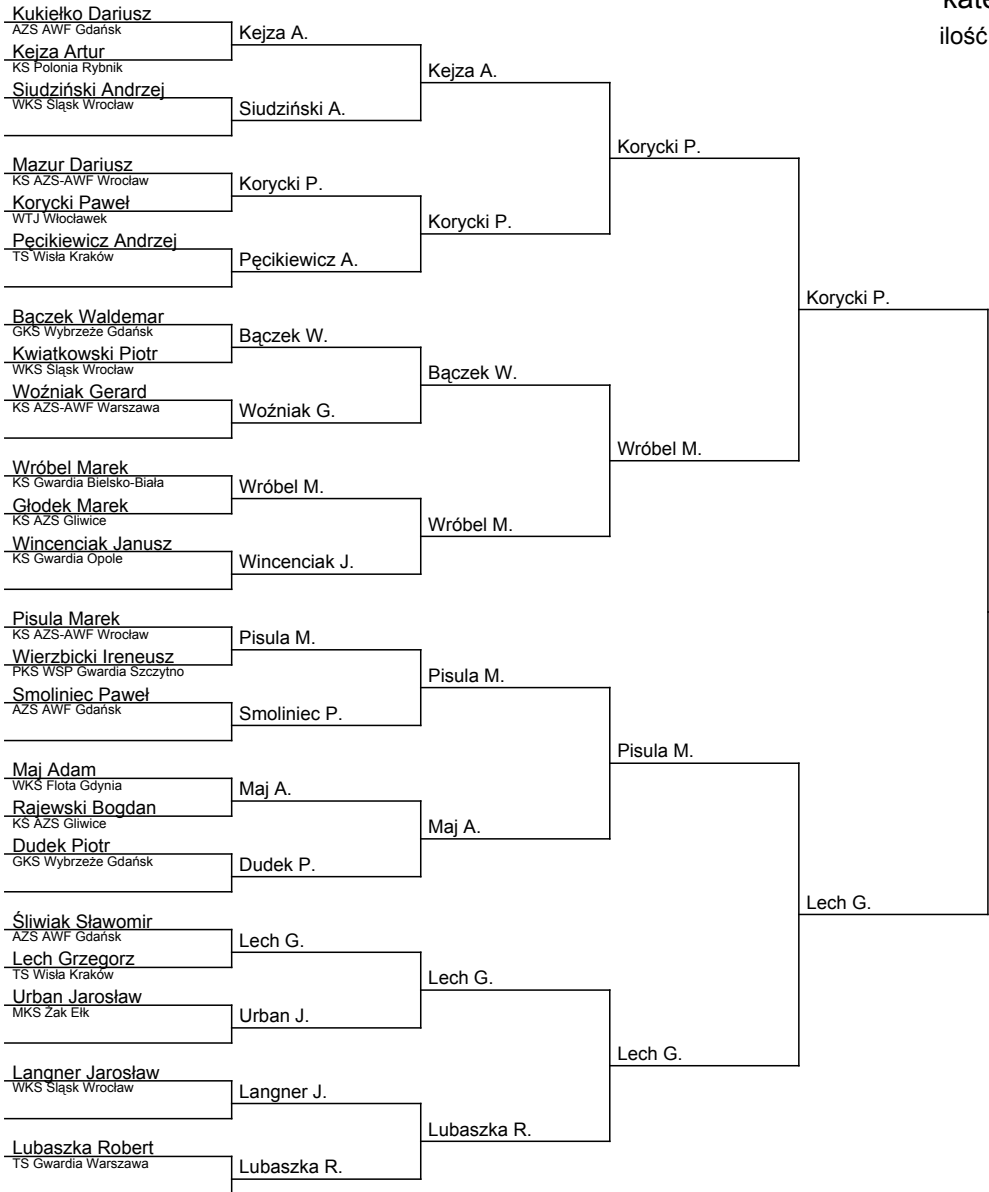 kate
ilość
Kukiełko Dariusz
AZS AWF Gdańsk
Kejza A.
Kejza Artur
KS Polonia Rybnik
Kejza A.
Siudziński Andrzej
WKS Śląsk Wrocław
Siudziński A.
Korycki P.
Mazur Dariusz
KS AZS-AWF Wrocław
Korycki P.
Korycki Paweł
WTJ Włocławek
Korycki P.
Pęcikiewicz Andrzej
TS Wisła Kraków
Pęcikiewicz A.
Korycki P.
Bączek Waldemar
GKS Wybrzeże Gdańsk
Bączek W.
Kwiatkowski Piotr
WKS Śląsk Wrocław
Bączek W.
Woźniak Gerard
KS AZS-AWF Warszawa
Woźniak G.
Wróbel M.
Wróbel Marek
KS Gwardia Bielsko-Biała
Wróbel M.
Głodek Marek
KS AZS Gliwice
Wróbel M.
Wincenciak Janusz
KS Gwardia Opole
Wincenciak J.
Pisula Marek
KS AZS-AWF Wrocław
Pisula M.
Wierzbicki Ireneusz
PKS WSP Gwardia Szczytno
Pisula M.
Smoliniec Paweł
AZS AWF Gdańsk
Smoliniec P.
Pisula M.
Maj Adam
WKS Flota Gdynia
Maj A.
Rajewski Bogdan
KS AZS Gliwice
Maj A.
Dudek Piotr
GKS Wybrzeże Gdańsk
Dudek P.
Lech G.
Śliwiak Sławomir
AZS AWF Gdańsk
Lech G.
Lech Grzegorz
TS Wisła Kraków
Lech G.
Urban Jarosław
MKS Żak Ełk
Urban J.
Lech G.
Langner Jarosław
WKS Śląsk Wrocław
Langner J.
Lubaszka R.
Lubaszka Robert
TS Gwardia Warszawa
Lubaszka R.